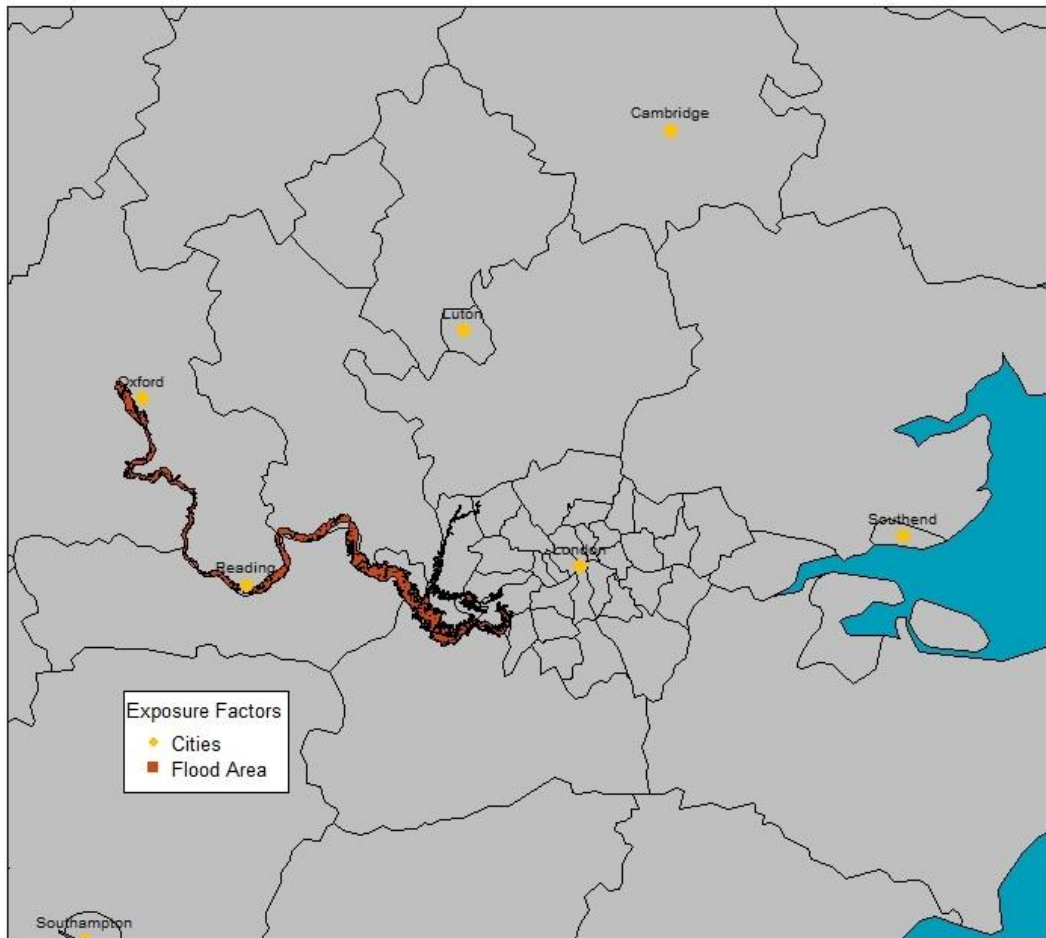 Cambridge
Luton
Oxford
Southend
London
Reading
Exposure Factors
Cities
Flood Area
Southampton